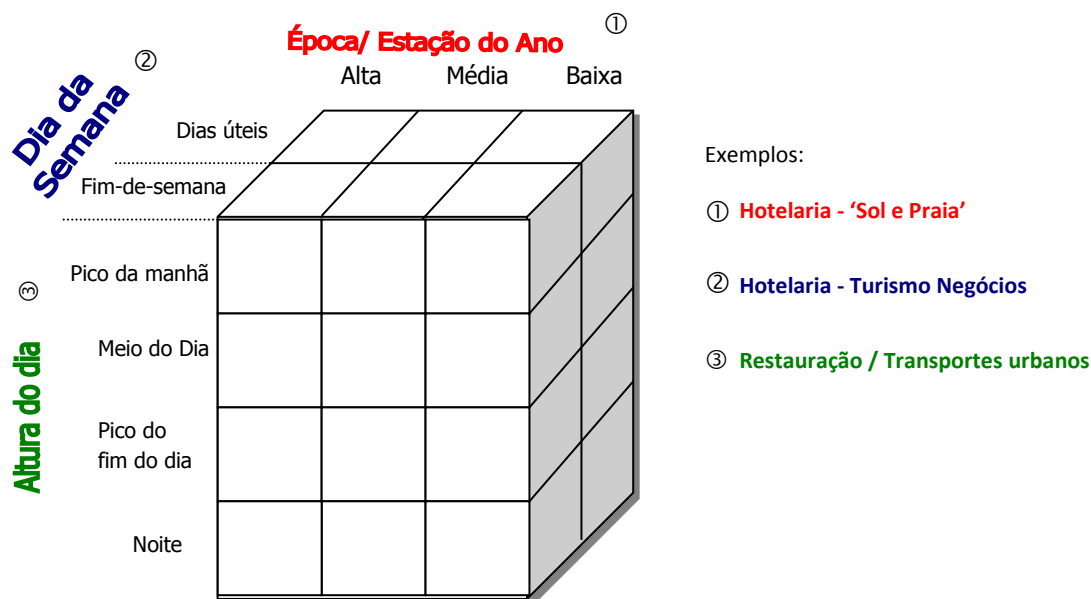 ①
Época/ Estação do Ano
②
Alta Média Baixa
Dia da
Semana
Dias úteis
Fim-de-semana
Exemplos:
① Hotelaria - ‘Sol e Praia’
Pico da manhã
③
② Hotelaria - Turismo Negócios
Altura do dia
Meio do Dia
③ Restauração / Transportes urbanos
Pico do
fim do dia
Noite